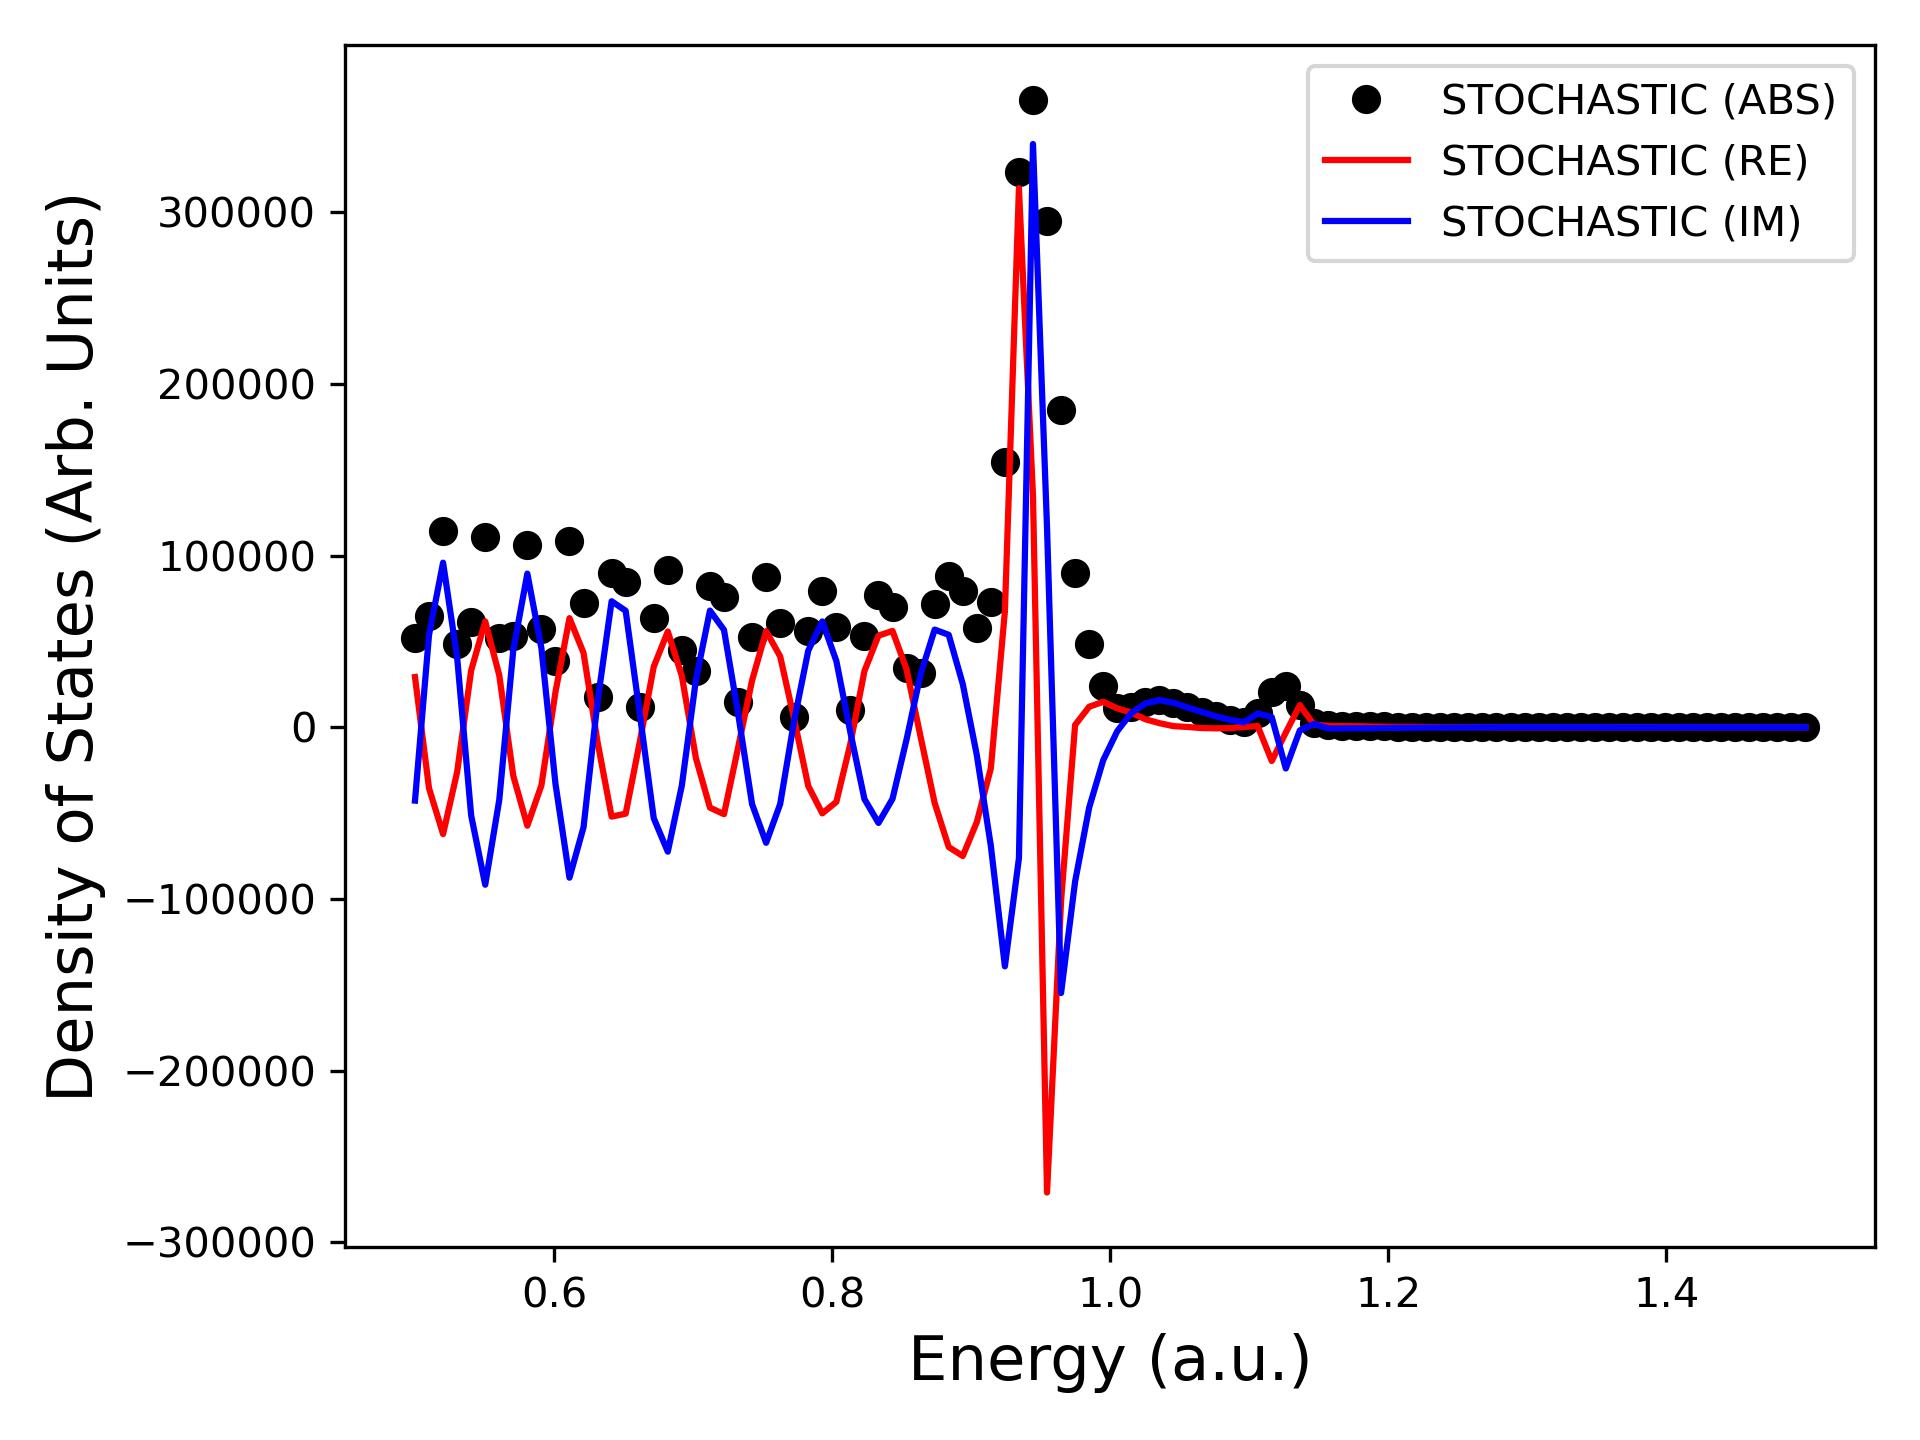 STOCHASTIC (ABS)
STOCHASTIC (RE)
STOCHASTIC (IM)
Density of States (Arb. Units)
300000
200000
100000
0
−100000
−200000
−300000
0.6 0.8 1.0 1.2 1.4
Energy (a.u.)